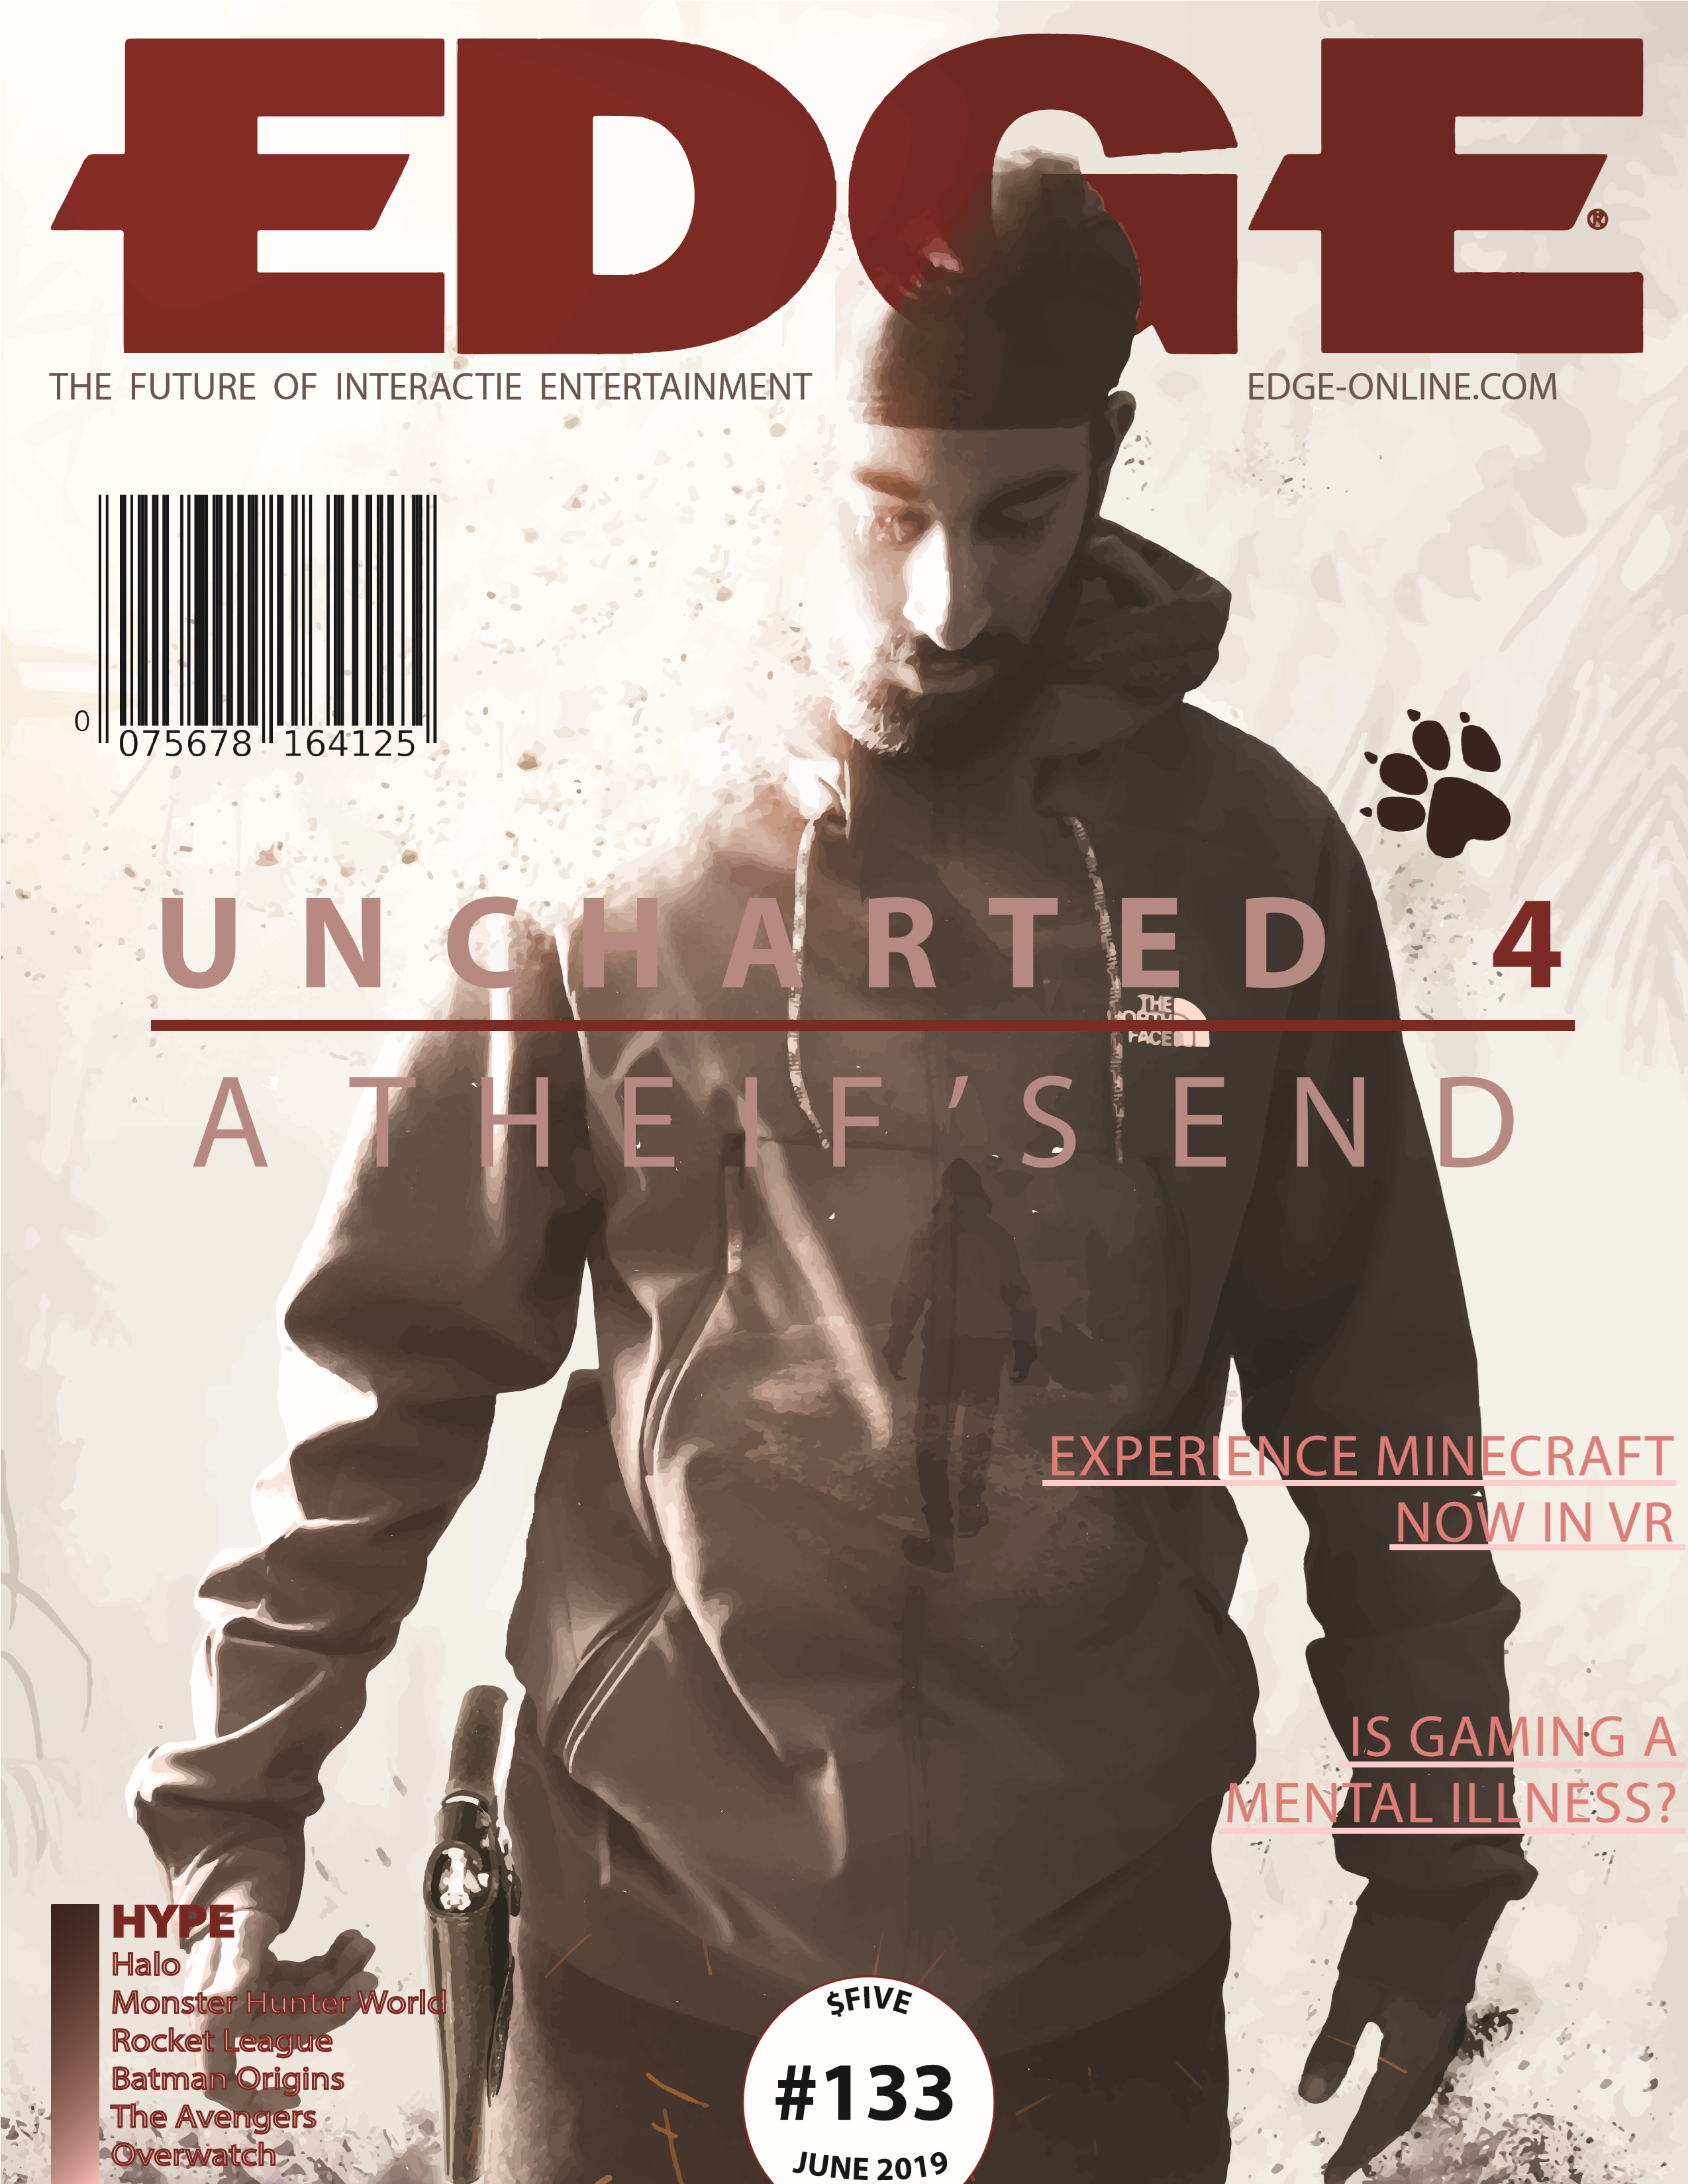 EDGE®
THE FUTURE OF INTERACTIE ENTERTAINMENT
EDGE-ONLINE.COM
0 075678 164125
UNCHARTED 4
THE
NORTH
FACE
A THEIF'S END
EXPERIENCE MINECRAFT
NOW IN VR
IS GAMING A
MENTAL ILLNESS?
HYPE
Halo
Monster Hunter World
Rocket League
Batman Origins
The Avengers
Overwatch
$FIVE
#133
JUNE 2019